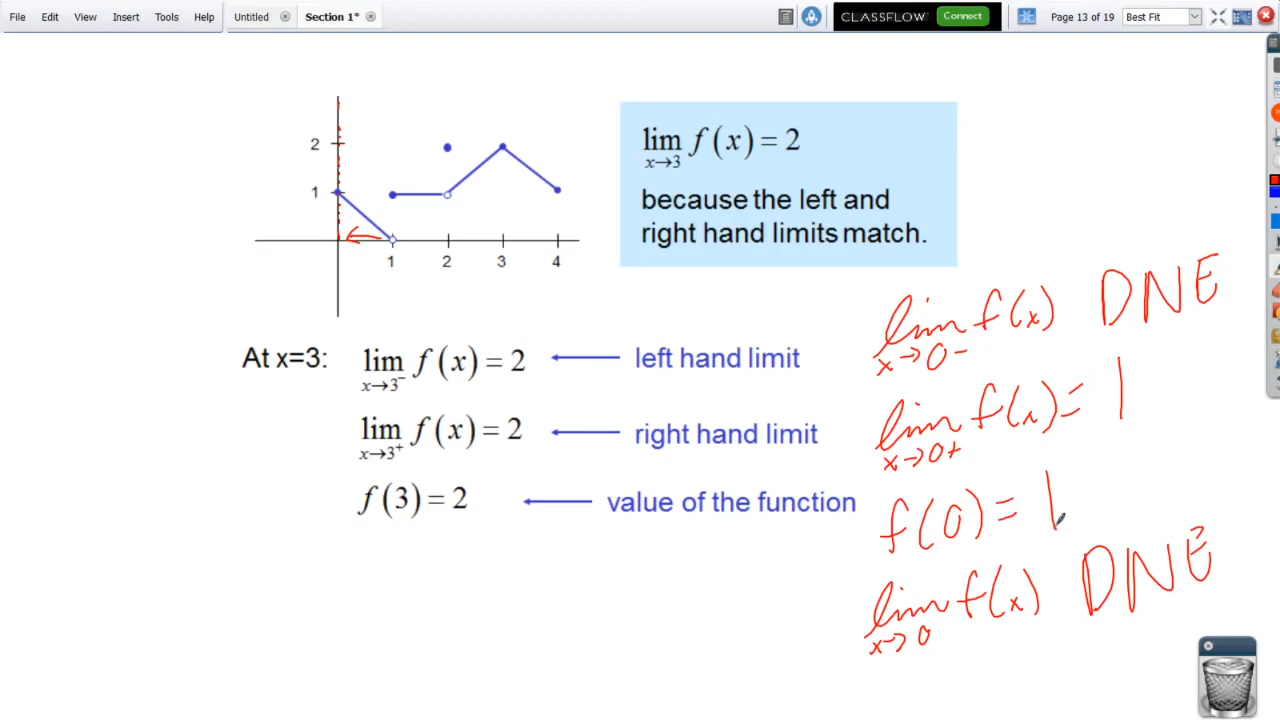 File Edit View Insert Tools Help Untitled Section 1* CLASSFLOW Connect Page 13 of 19 Best Fit
2
1
1 2 3 4
lim f(x) = 2
x→3
because the left and
right hand limits match.
lim f(x) DNE
x→0-
At x=3: lim f(x) = 2 left hand limit
x→3⁻
lim f(x) = 1
x→0+
lim f(x) = 2 right hand limit
x→3⁺
f(3) = 2 value of the function
f(0) = 1
lim f(x) DNE
x→0